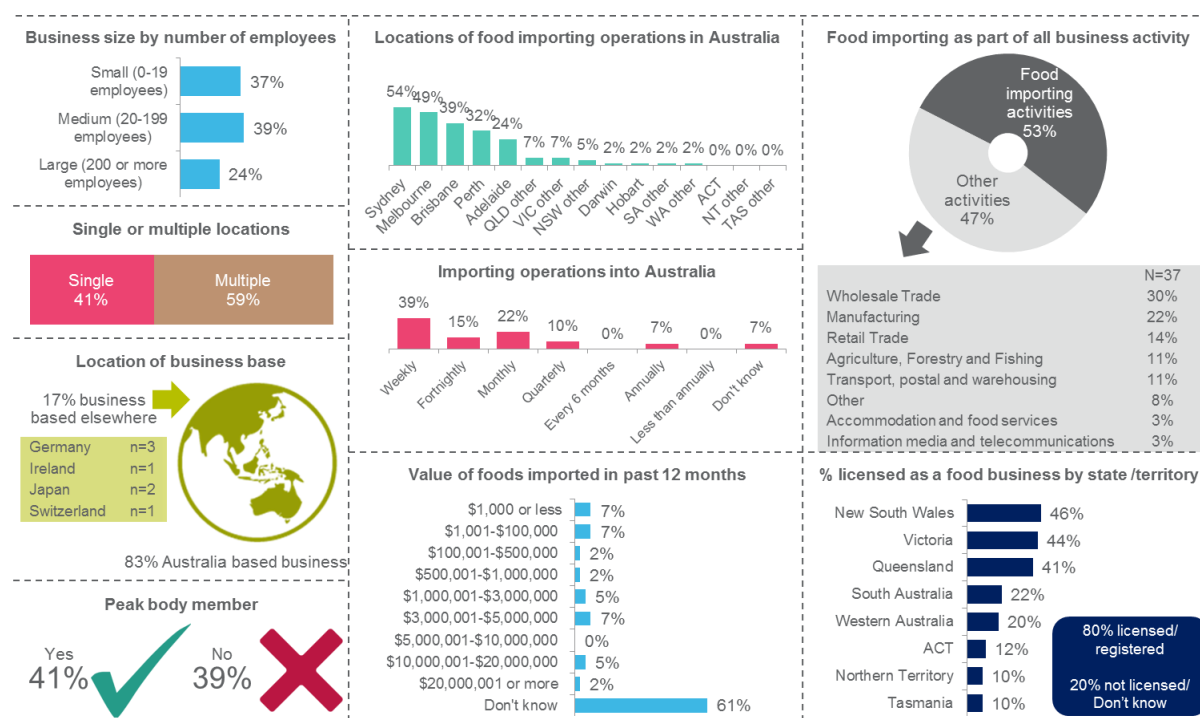 Business size by number of employees
Small (0-19
employees)
37%
Medium (20-199
employees)
39%
Large (200 or more
employees)
24%
Single or multiple locations
Single
41%
Multiple
59%
Location of business base
17% business
based elsewhere
Germany n=3
Ireland n=1
Japan n=2
Switzerland n=1
83% Australia based business
Peak body member
Yes
41%
No
39%
Locations of food importing operations in Australia
54% 49% 39% 32% 24% 7% 7% 5% 2% 2% 2% 2% 0% 0% 0%
Sydney
Melbourne
Brisbane
Perth
Adelaide
QLD other
VIC other
NSW other
Darwin
Hobart
SA other
WA other
ACT
NT other
TAS other
Importing operations into Australia
39% 15% 22% 10% 0% 7% 0% 7%
Weekly
Fortnightly
Monthly
Quarterly
Every 6 months
Annually
Less than annually
Don't know
Value of foods imported in past 12 months
$1,000 or less 7%
$1,001-$100,000 7%
$100,001-$500,000 2%
$500,001-$1,000,000 2%
$1,000,001-$3,000,000 5%
$3,000,001-$5,000,000 7%
$5,000,001-$10,000,000 0%
$10,000,001-$20,000,000 5%
$20,000,001 or more 2%
Don't know 61%
Food importing as part of all business activity
Food
importing
activities
53%
Other
activities
47%
N=37
Wholesale Trade 30%
Manufacturing 22%
Retail Trade 14%
Agriculture, Forestry and Fishing 11%
Transport, postal and warehousing 11%
Other 8%
Accommodation and food services 3%
Information media and telecommunications 3%
% licensed as a food business by state /territory
New South Wales 46%
Victoria 44%
Queensland 41%
South Australia 22%
Western Australia 20%
ACT 12%
Northern Territory 10%
Tasmania 10%
80% licensed/
registered
20% not licensed/
Don't know